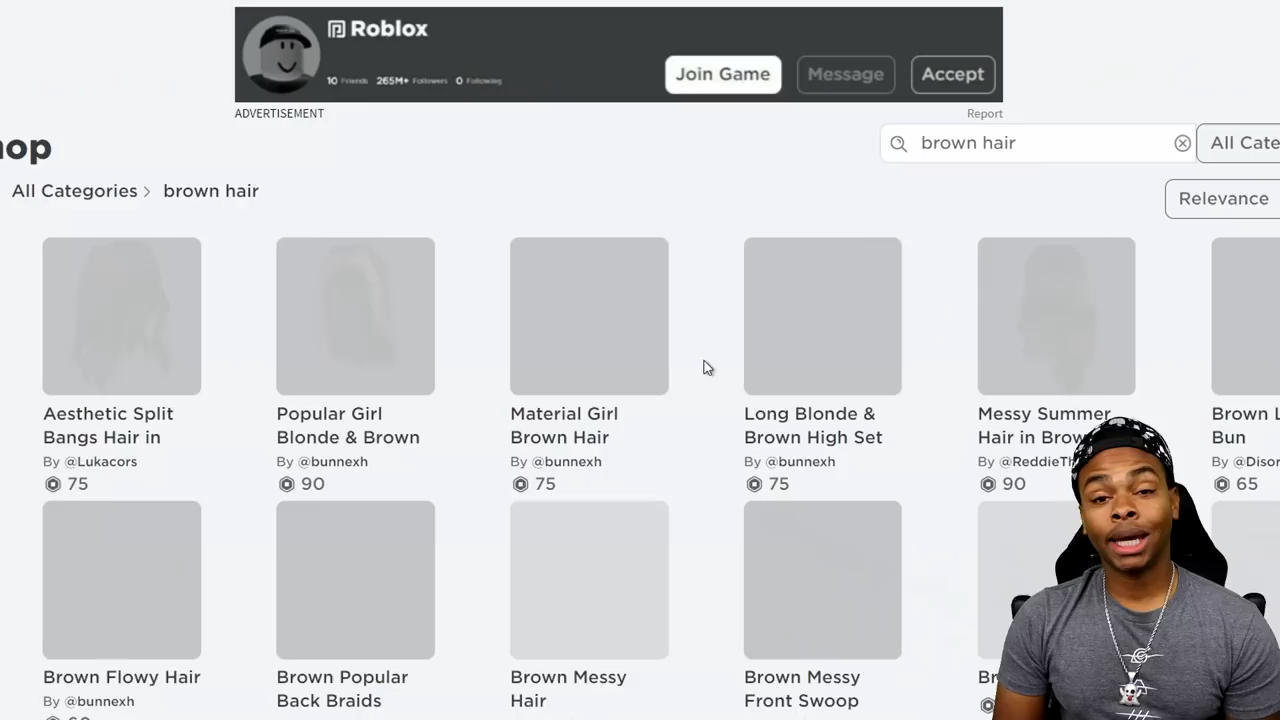 Roblox
10 Friends 265M+ Followers 0 Following
Join Game
Message
Accept
ADVERTISEMENT
Report
hop
brown hair
All Cate
All Categories > brown hair
Relevance
Aesthetic Split
Bangs Hair in
By @Lukacors
75
Popular Girl
Blonde & Brown
By @bunnexh
90
Material Girl
Brown Hair
By @bunnexh
75
Long Blonde &
Brown High Set
By @bunnexh
75
Messy Summer
Hair in Brow
By @ReddieTh
90
Brown L
Bun
By @Disor
65
Brown Flowy Hair
By @bunnexh
Brown Popular
Back Braids
Brown Messy
Hair
Brown Messy
Front Swoop
Br